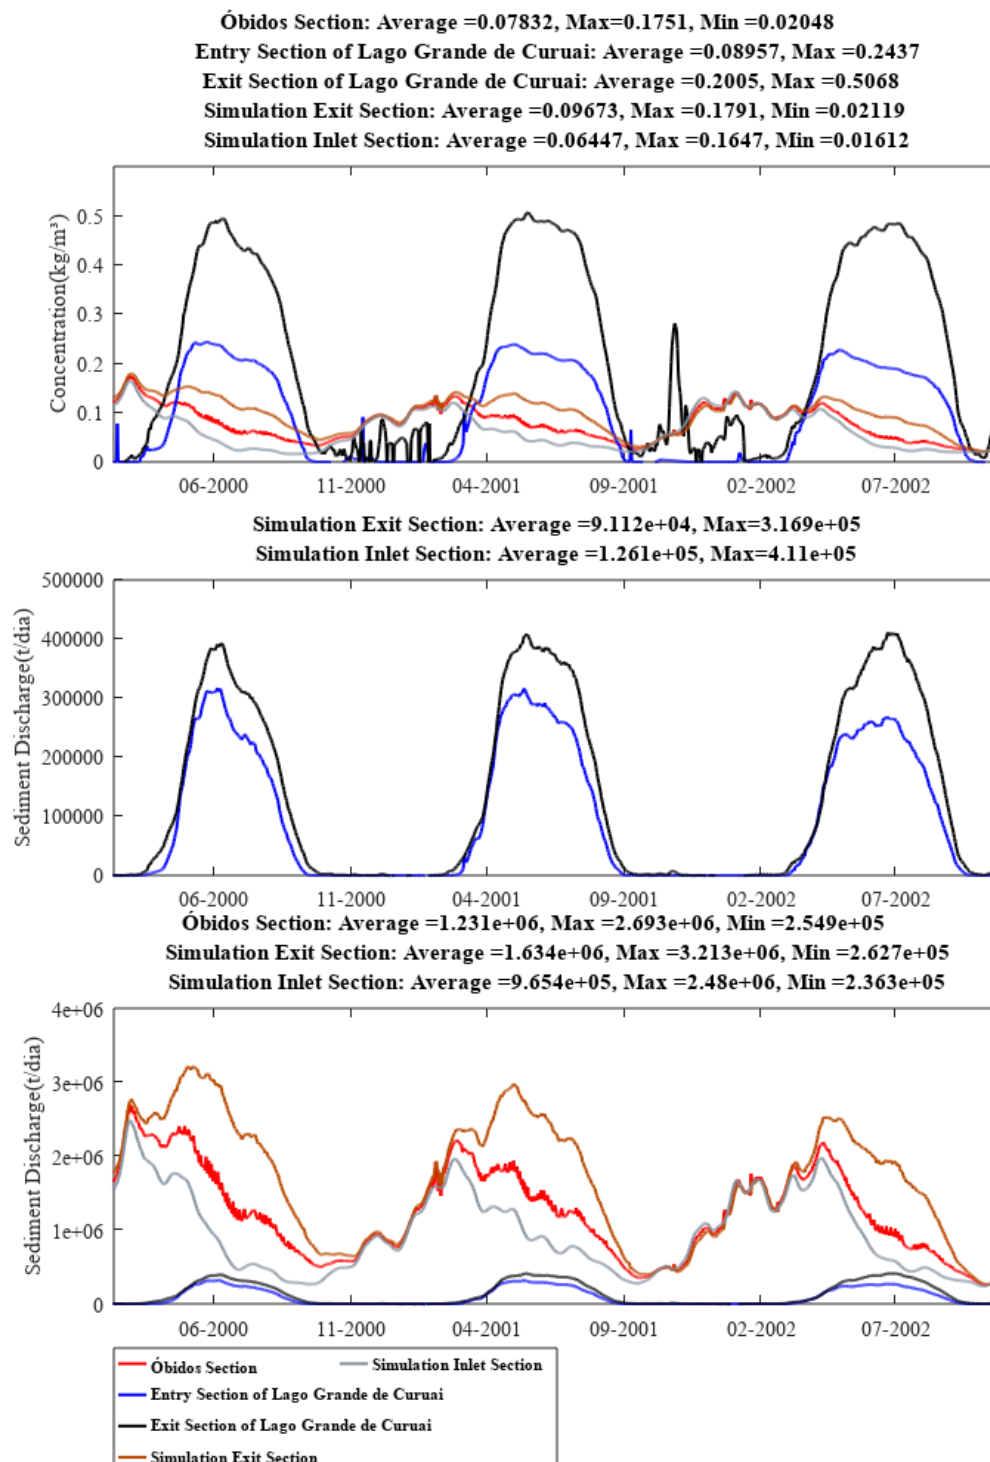 Óbidos Section: Average =0.07832, Max=0.1751, Min =0.02048
Entry Section of Lago Grande de Curuai: Average =0.08957, Max =0.2437
Exit Section of Lago Grande de Curuai: Average =0.2005, Max =0.5068
Simulation Exit Section: Average =0.09673, Max =0.1791, Min =0.02119
Simulation Inlet Section: Average =0.06447, Max =0.1647, Min =0.01612
Concentration(kg/m³)
0.5
0.4
0.3
0.2
0.1
0
06-2000 11-2000 04-2001 09-2001 02-2002 07-2002
Simulation Exit Section: Average =9.112e+04, Max=3.169e+05
Simulation Inlet Section: Average =1.261e+05, Max=4.11e+05
Sediment Discharge(t/dia)
500000
400000
300000
200000
100000
0
06-2000 11-2000 04-2001 09-2001 02-2002 07-2002
Óbidos Section: Average =1.231e+06, Max =2.693e+06, Min =2.549e+05
Simulation Exit Section: Average =1.634e+06, Max =3.213e+06, Min =2.627e+05
Simulation Inlet Section: Average =9.654e+05, Max =2.48e+06, Min =2.363e+05
Sediment Discharge(t/dia)
4e+06
3e+06
2e+06
1e+06
0
06-2000 11-2000 04-2001 09-2001 02-2002 07-2002
Óbidos Section Simulation Inlet Section
Entry Section of Lago Grande de Curuai
Exit Section of Lago Grande de Curuai
Simulation Exit Section